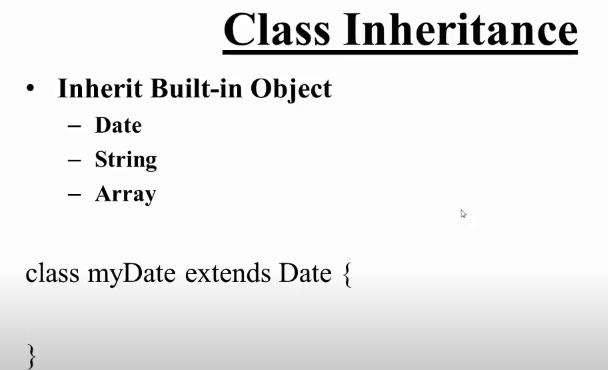 Class Inheritance
• Inherit Built-in Object
– Date
– String
– Array
class myDate extends Date {
}